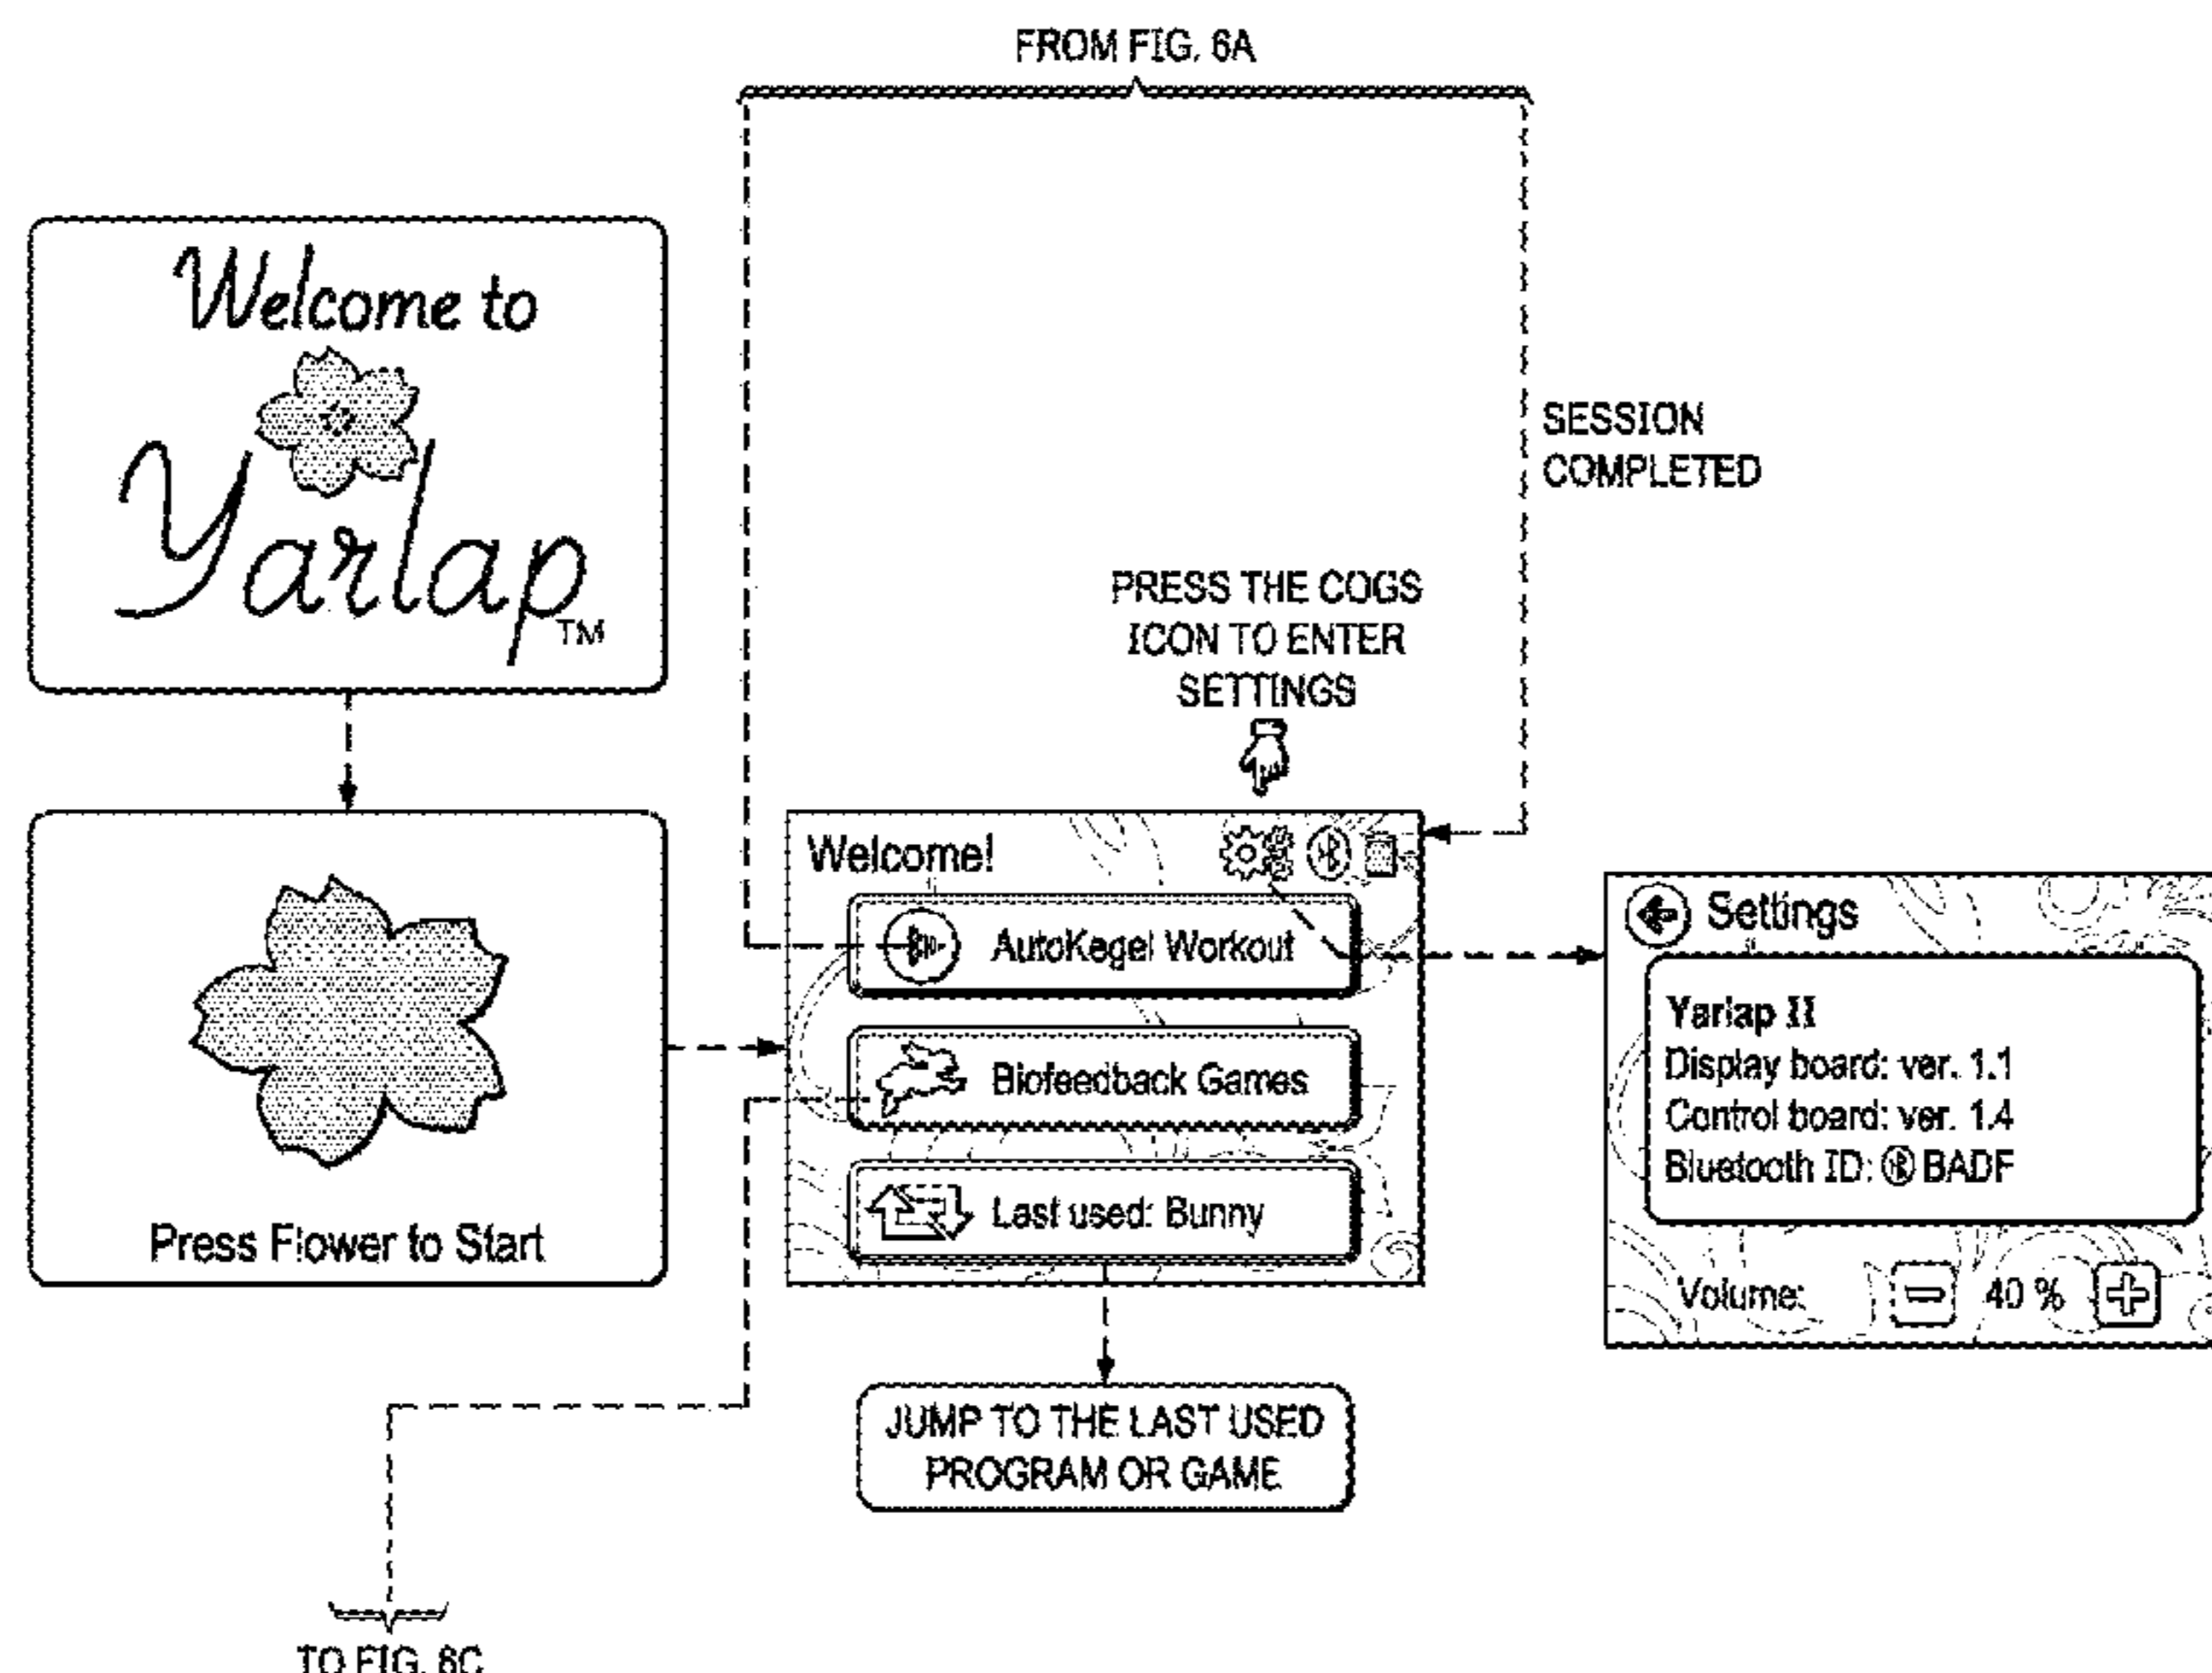 FROM FIG. 6A
Welcome to
Yarlap
TM
SESSION
COMPLETED
PRESS THE COGS
ICON TO ENTER
SETTINGS
Press Flower to Start
Welcome!
AutoKegel Workout
Biofeedback Games
Last used: Bunny
Settings
Yarlap II
Display board: ver. 1.1
Control board: ver. 1.4
Bluetooth ID: BADF
Volume: − 40 % +
JUMP TO THE LAST USED
PROGRAM OR GAME
TO FIG. 6C